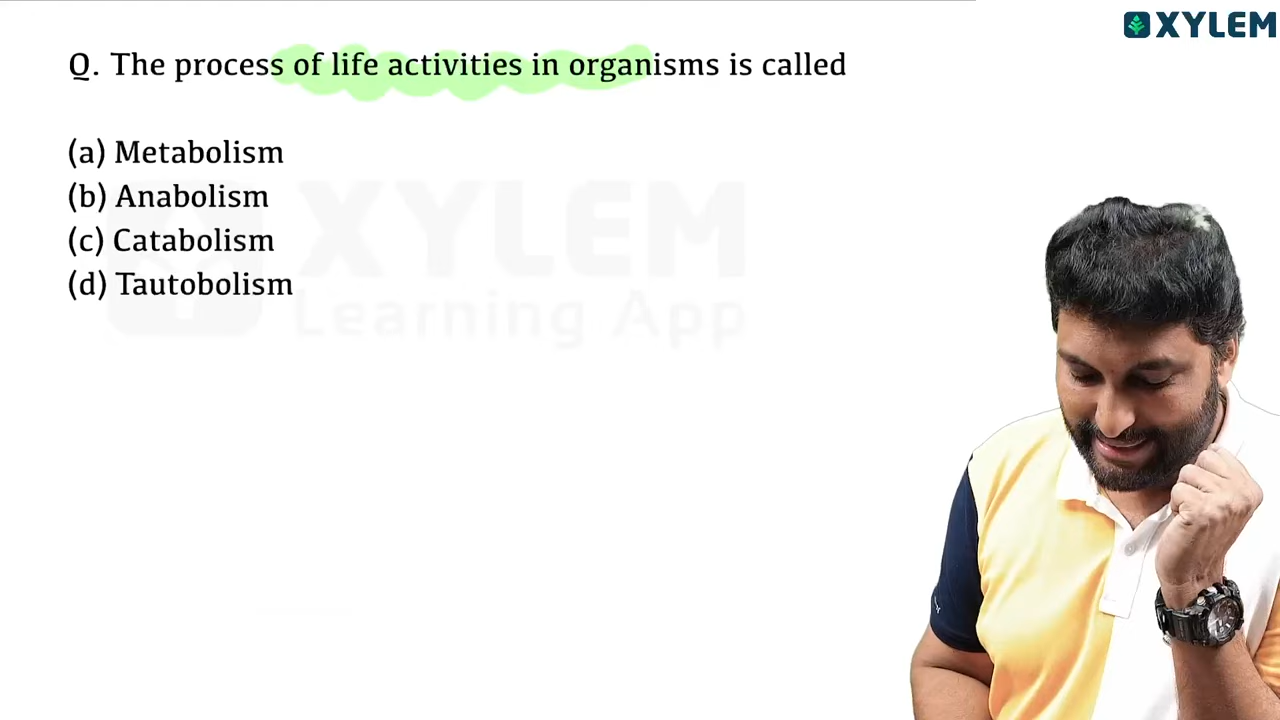 XYLEM
Q. The process of life activities in organisms is called
(a) Metabolism
(b) Anabolism
(c) Catabolism
(d) Tautobolism
XYLEM
Learning App